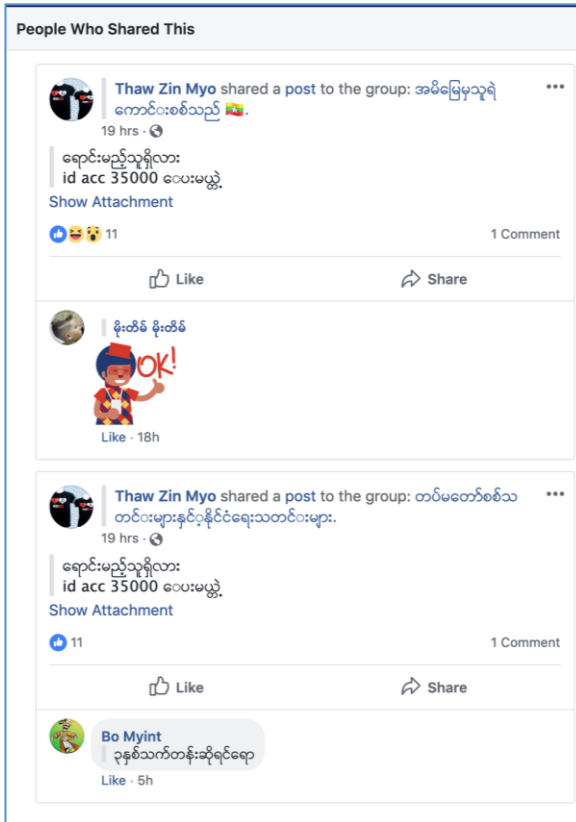 People Who Shared This
Thaw Zin Myo shared a post to the group: အမိမြေမှသူရဲ
ကောင်းစစ်သည် 🇲🇲.
19 hrs ·
ရောင်းမည့်သူရှိလား
id acc 35000 ပေးမယ္တဲ့
Show Attachment
11
1 Comment
Like
Share
မိုးတိမ် မိုးတိမ်
OK!
Like · 18h
Thaw Zin Myo shared a post to the group: တပ်မတော်စစ်သ
တင်းများနှင့်နိုင်ငံရေးသတင်းများ.
19 hrs ·
ရောင်းမည့်သူရှိလား
id acc 35000 ပေးမယ္တဲ့
Show Attachment
11
1 Comment
Like
Share
Bo Myint
၃နှစ်သက်တန်းဆိုရင်ရော
Like · 5h